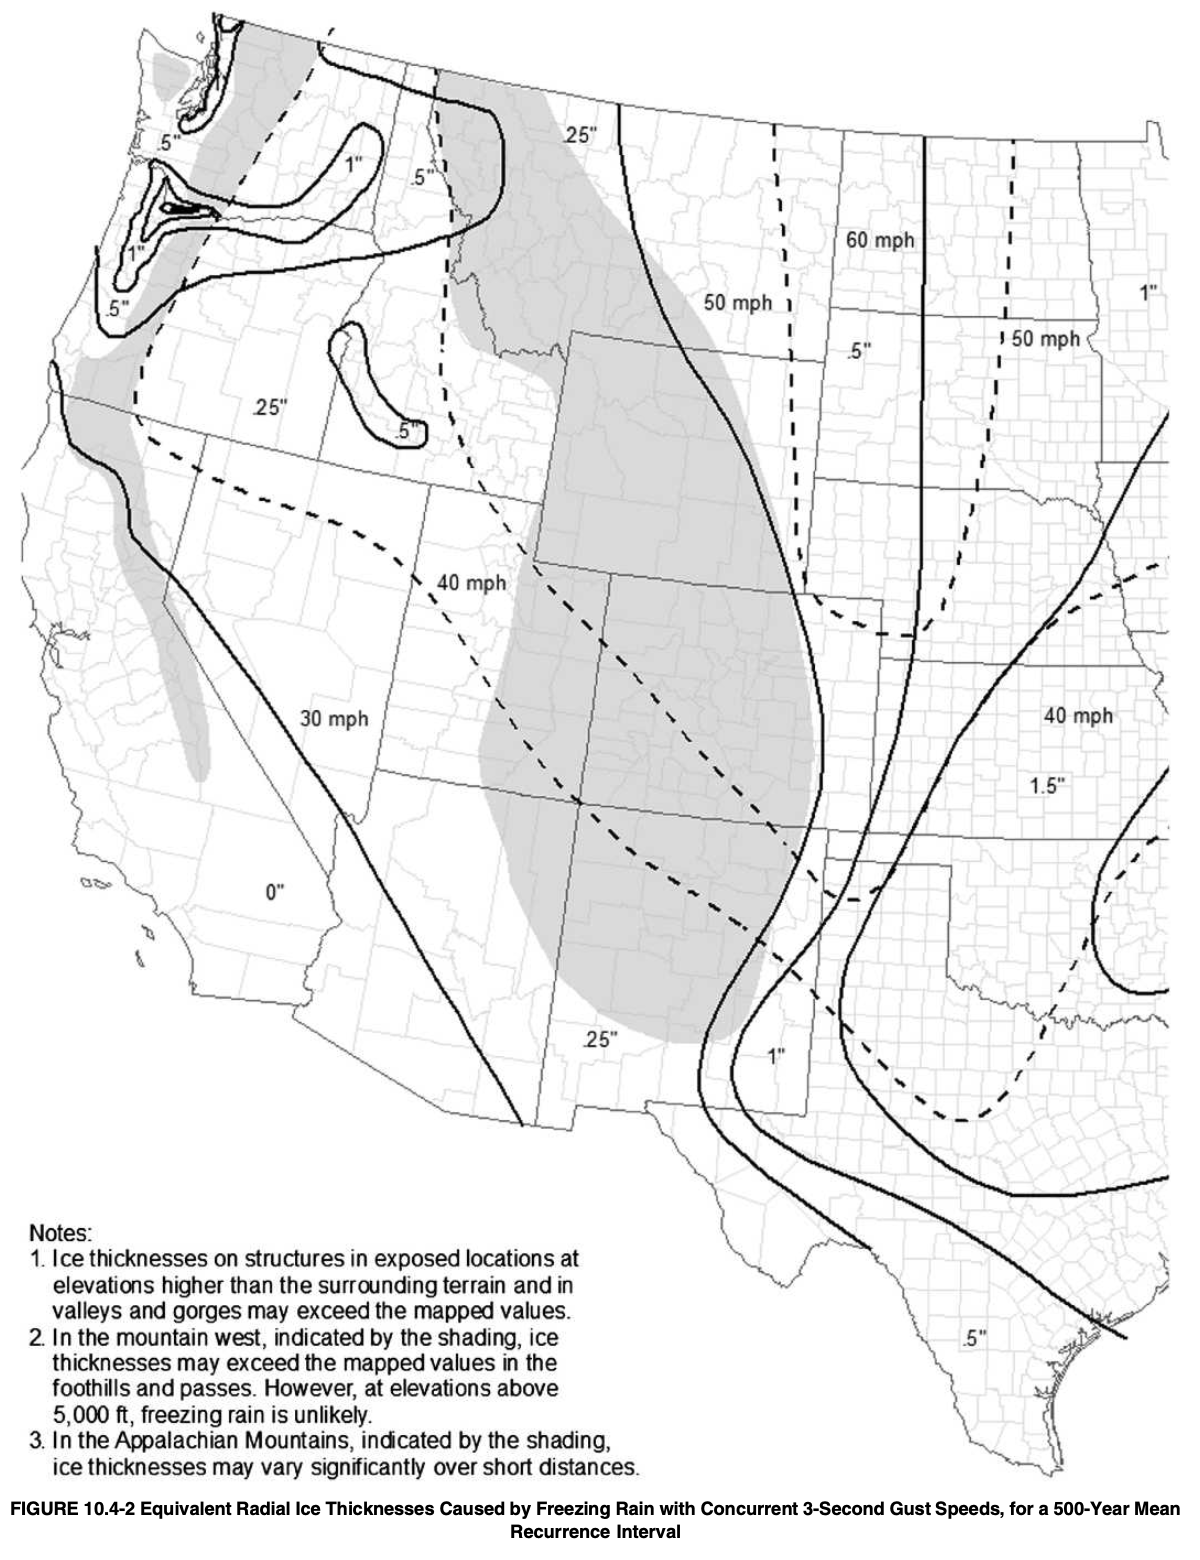 .5"
1"
.5"
.25"
60 mph
1"
50 mph
1"
.5"
.5"
50 mph
.25"
.5"
40 mph
30 mph
40 mph
1.5"
0"
.25"
1"
.5"
Notes:
1. Ice thicknesses on structures in exposed locations at
elevations higher than the surrounding terrain and in
valleys and gorges may exceed the mapped values.
2. In the mountain west, indicated by the shading, ice
thicknesses may exceed the mapped values in the
foothills and passes. However, at elevations above
5,000 ft, freezing rain is unlikely.
3. In the Appalachian Mountains, indicated by the shading,
ice thicknesses may vary significantly over short distances.
FIGURE 10.4-2 Equivalent Radial Ice Thicknesses Caused by Freezing Rain with Concurrent 3-Second Gust Speeds, for a 500-Year Mean
Recurrence Interval